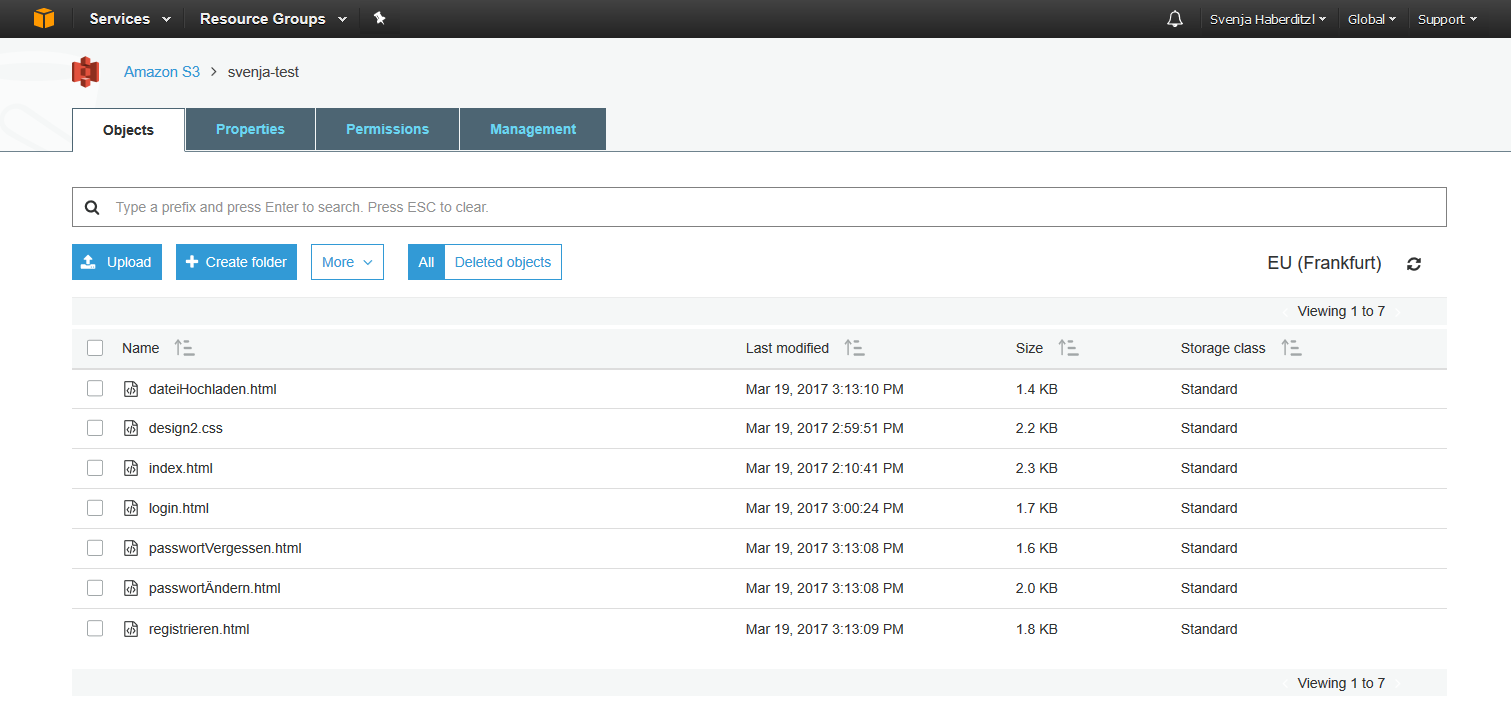 Services Resource Groups Svenja Haberditzl Global Support
Amazon S3 > svenja-test
Objects Properties Permissions Management
Type a prefix and press Enter to search. Press ESC to clear.
Upload Create folder More All Deleted objects EU (Frankfurt)
Viewing 1 to 7
Name Last modified Size Storage class
dateiHochladen.html Mar 19, 2017 3:13:10 PM 1.4 KB Standard
design2.css Mar 19, 2017 2:59:51 PM 2.2 KB Standard
index.html Mar 19, 2017 2:10:41 PM 2.3 KB Standard
login.html Mar 19, 2017 3:00:24 PM 1.7 KB Standard
passwortVergessen.html Mar 19, 2017 3:13:08 PM 1.6 KB Standard
passwortÄndern.html Mar 19, 2017 3:13:08 PM 2.0 KB Standard
registrieren.html Mar 19, 2017 3:13:09 PM 1.8 KB Standard
Viewing 1 to 7